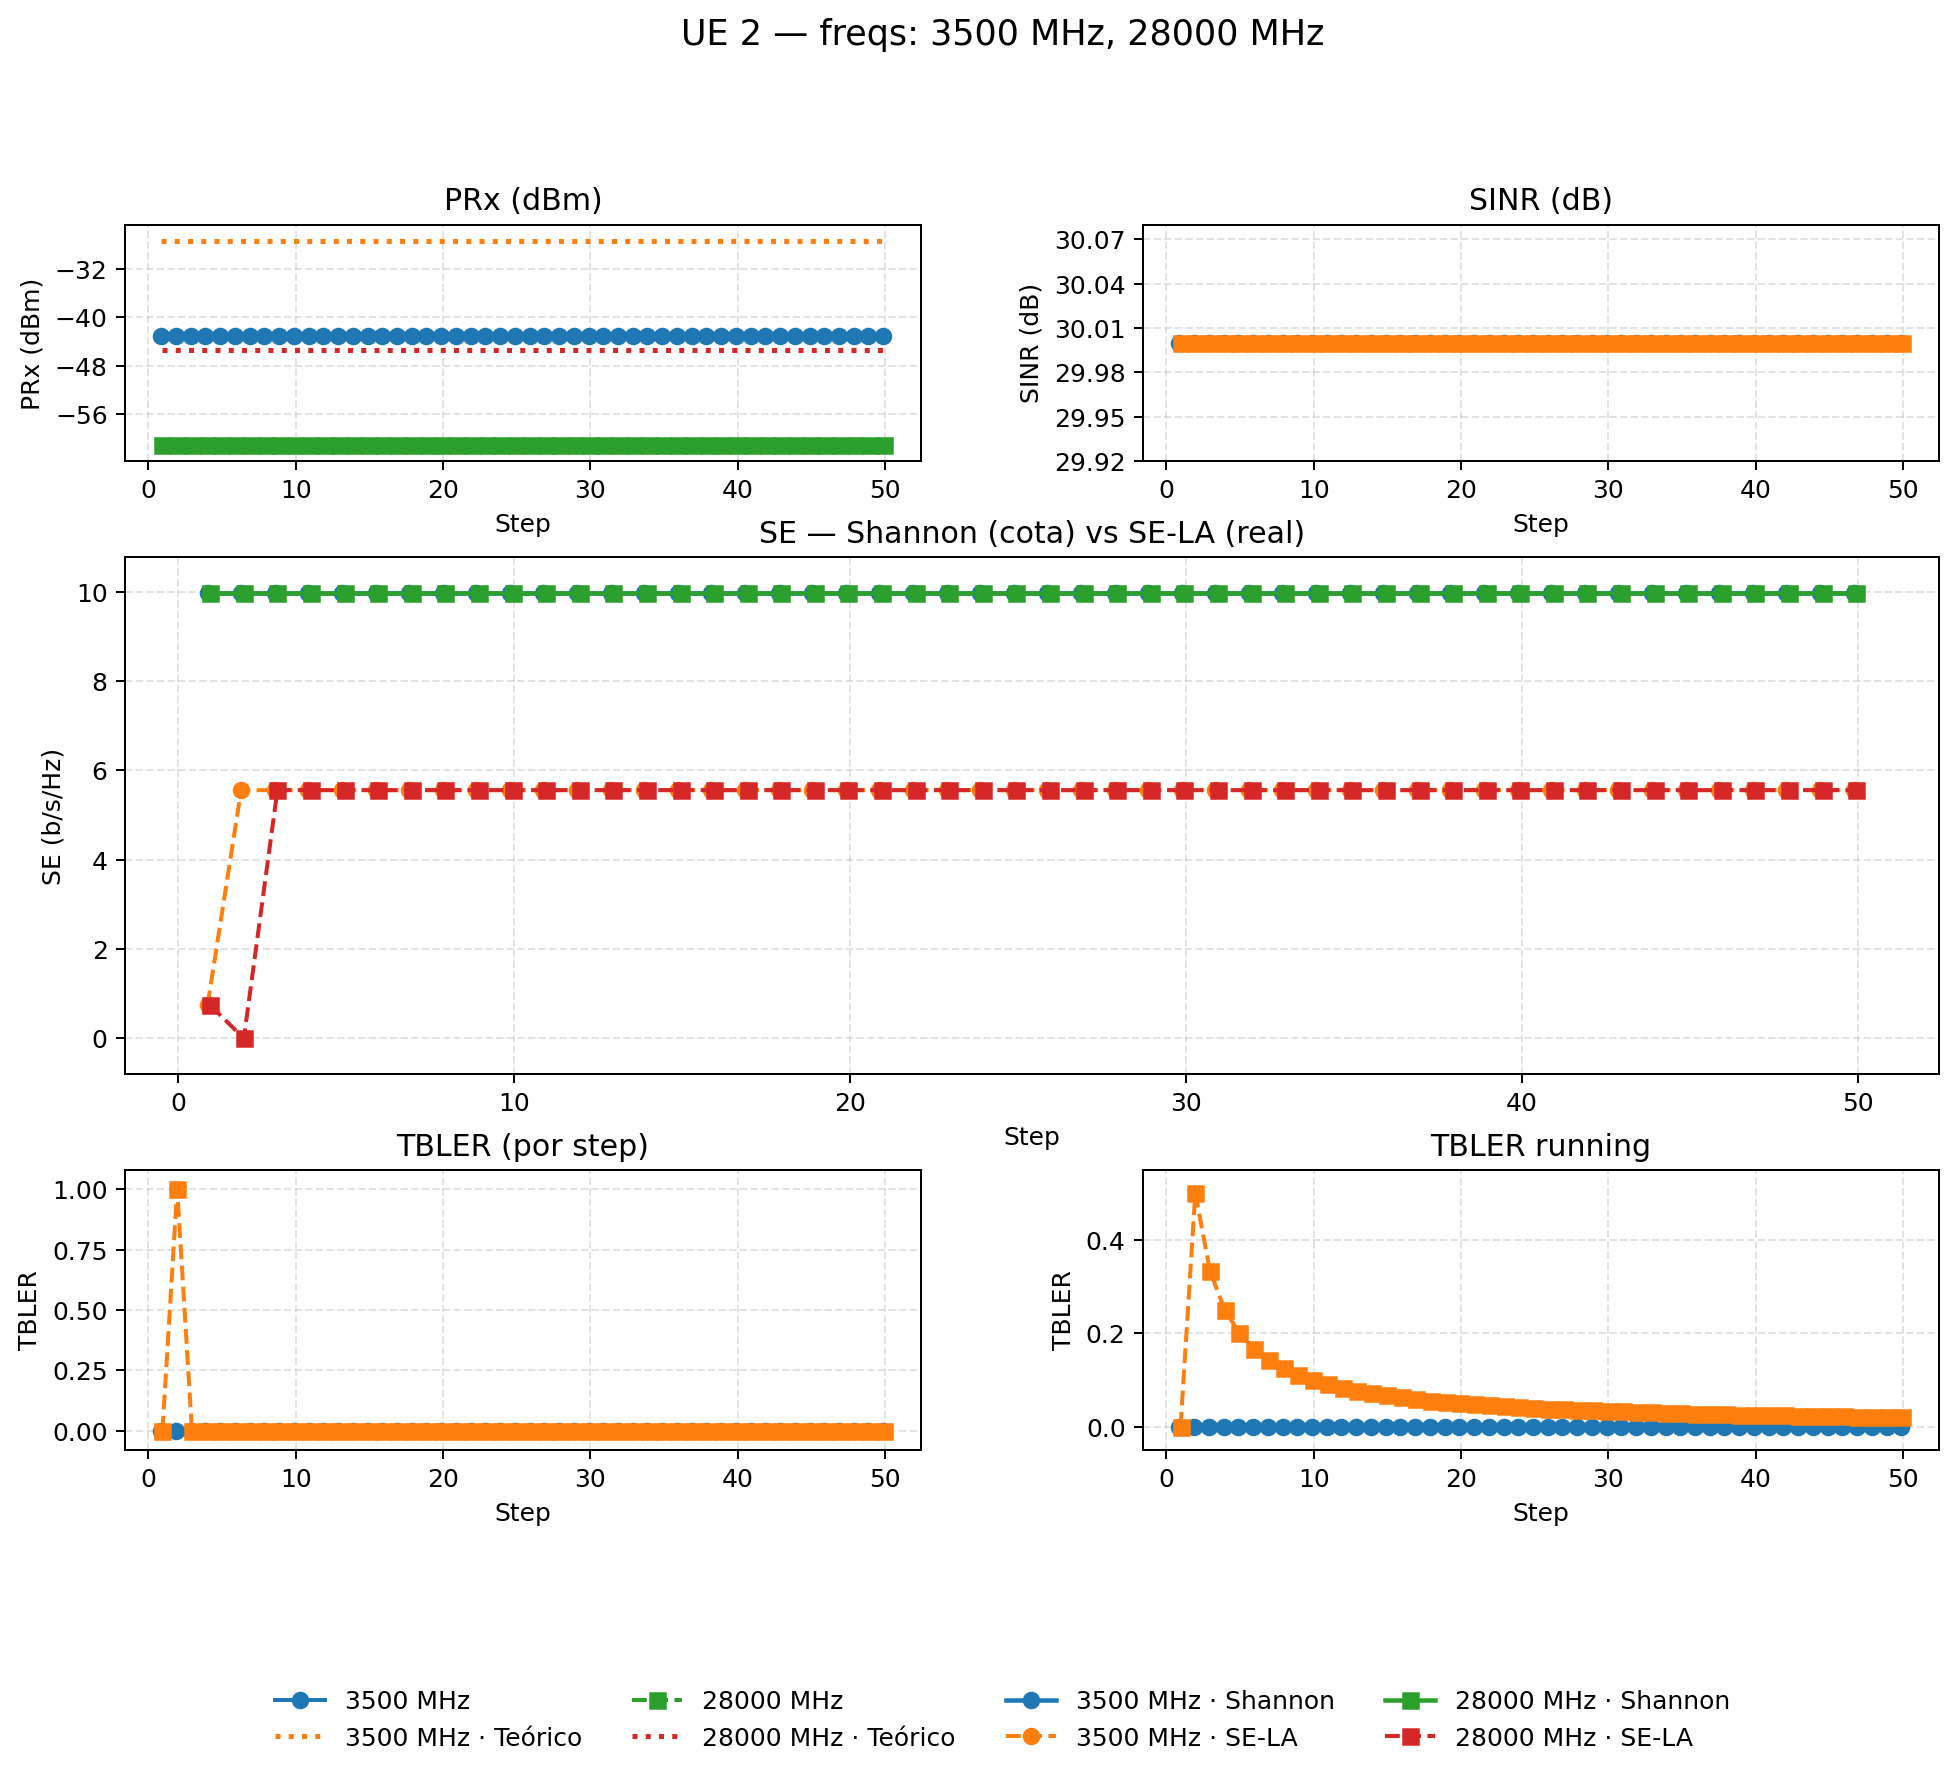 UE 2 — freqs: 3500 MHz, 28000 MHz
PRx (dBm)
PRx (dBm)
−32
−40
−48
−56
0 10 20 30 40 50
Step
SINR (dB)
SINR (dB)
30.07
30.04
30.01
29.98
29.95
29.92
0 10 20 30 40 50
Step
SE — Shannon (cota) vs SE-LA (real)
SE (b/s/Hz)
10
8
6
4
2
0
0 10 20 30 40 50
Step
TBLER (por step)
TBLER
1.00
0.75
0.50
0.25
0.00
0 10 20 30 40 50
Step
TBLER running
TBLER
0.4
0.2
0.0
0 10 20 30 40 50
Step
3500 MHz
3500 MHz · Teórico
28000 MHz
28000 MHz · Teórico
3500 MHz · Shannon
3500 MHz · SE-LA
28000 MHz · Shannon
28000 MHz · SE-LA